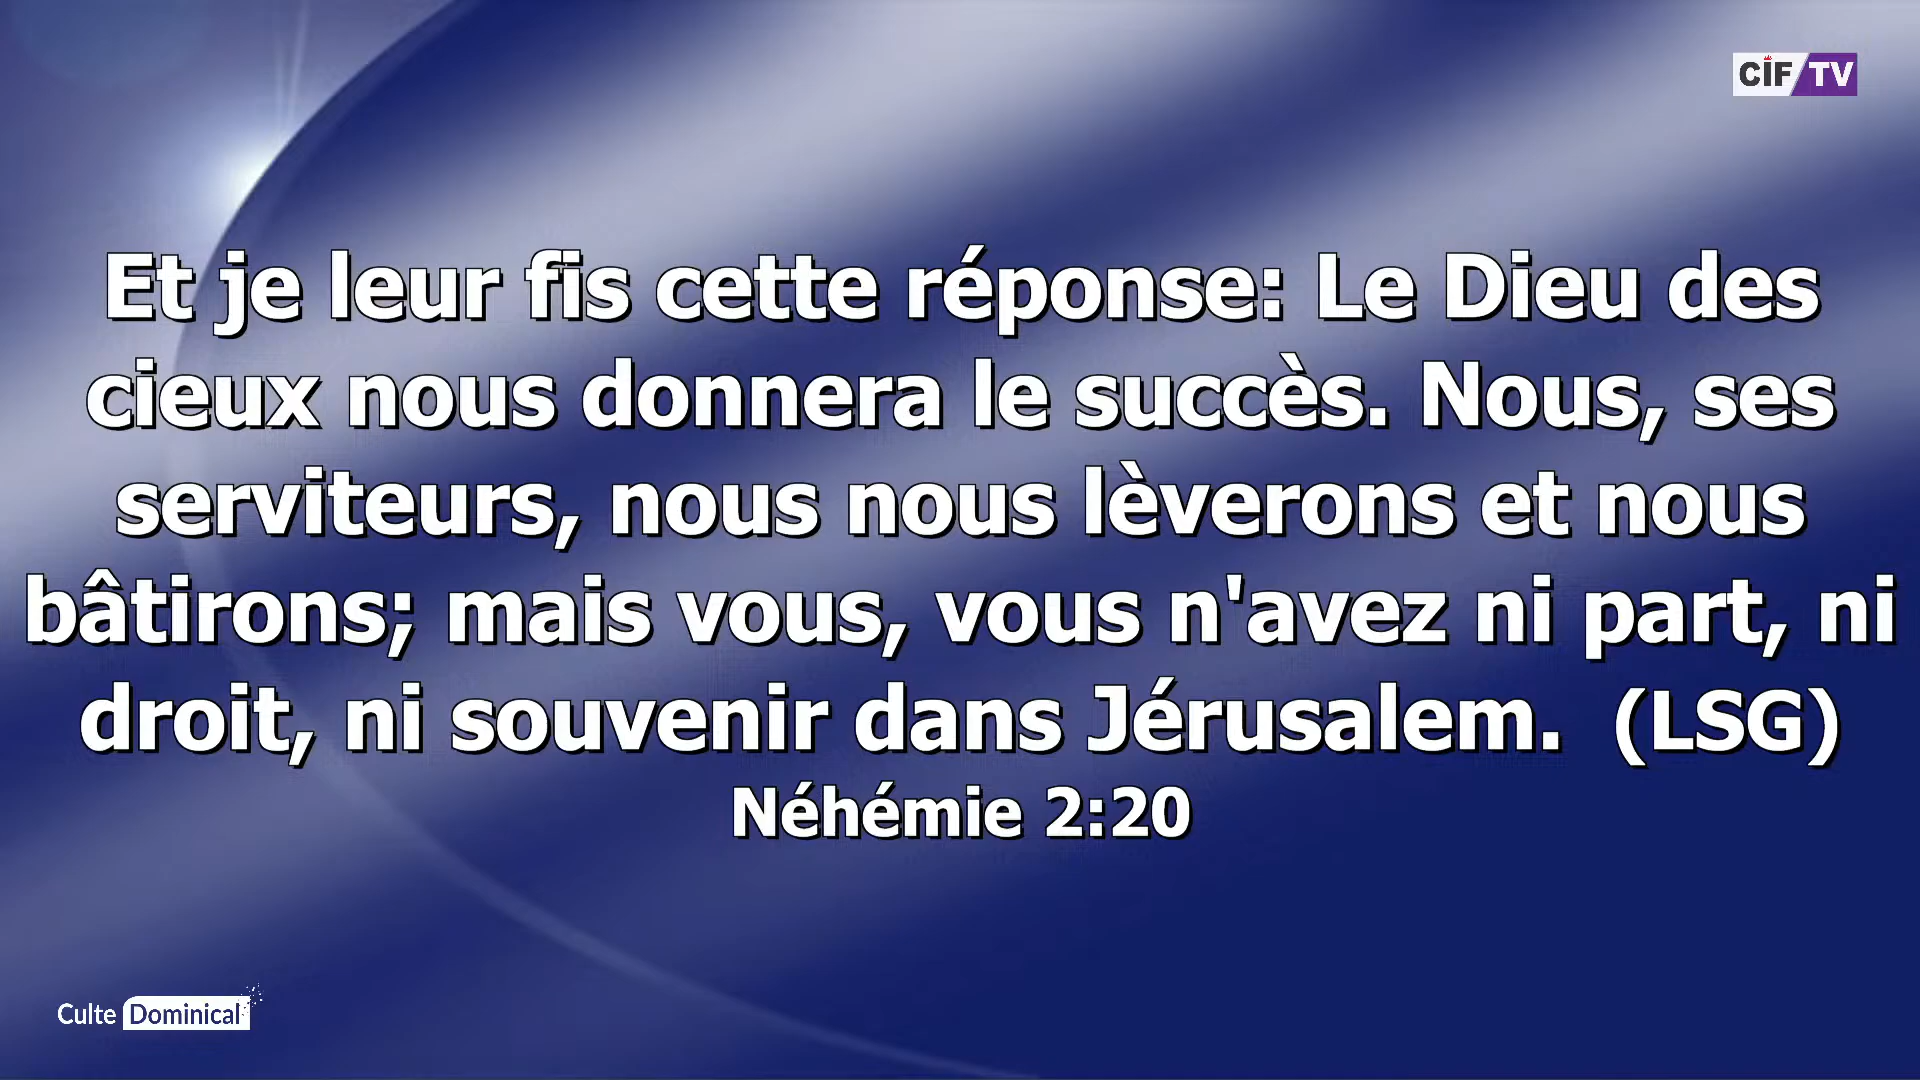 CIF/TV
Et je leur fis cette réponse: Le Dieu des
cieux nous donnera le succès. Nous, ses
serviteurs, nous nous lèverons et nous
bâtirons; mais vous, vous n'avez ni part, ni
droit, ni souvenir dans Jérusalem.  (LSG)
Néhémie 2:20
Culte Dominical